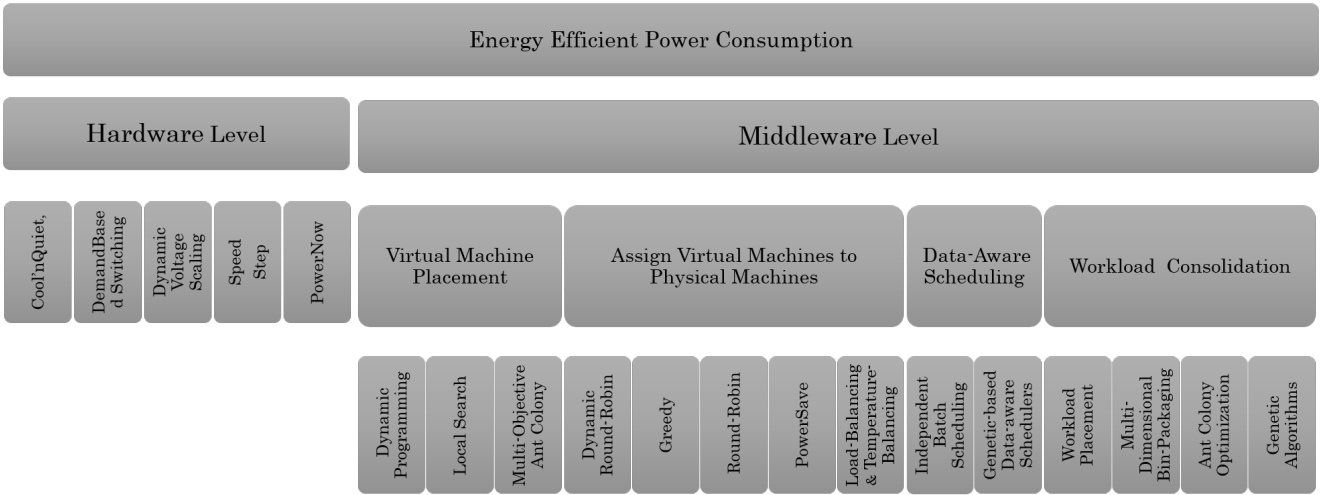 Energy Efficient Power Consumption
Hardware Level
Middleware Level
Cool'nQuiet,
DemandBase
d Switching
Dynamic
Voltage
Scaling
Speed
Step
PowerNow
Virtual Machine
Placement
Assign Virtual Machines to
Physical Machines
Data-Aware
Scheduling
Workload Consolidation
Dynamic
Programming
Local Search
Multi-Objective
Ant Colony
Dynamic
Round-Robin
Greedy
Round-Robin
PowerSave
Load-Balancing
& Temperature-
Balancing
Independent
Batch
Scheduling
Genetic-based
Data-aware
Schedulers
Workload
Placement
Multi-
Dimensional
Bin-Packaging
Ant Colony
Optimization
Genetic
Algorithms